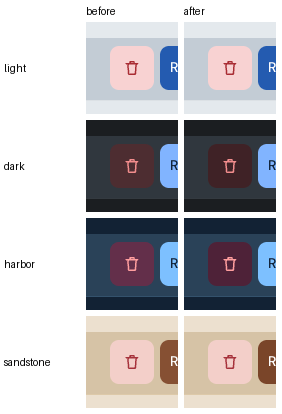 before after
light R R
dark R R
harbor R R
sandstone R R